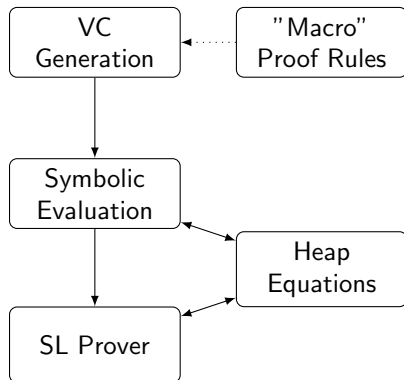 VC
Generation
"Macro"
Proof Rules
Symbolic
Evaluation
Heap
Equations
SL Prover